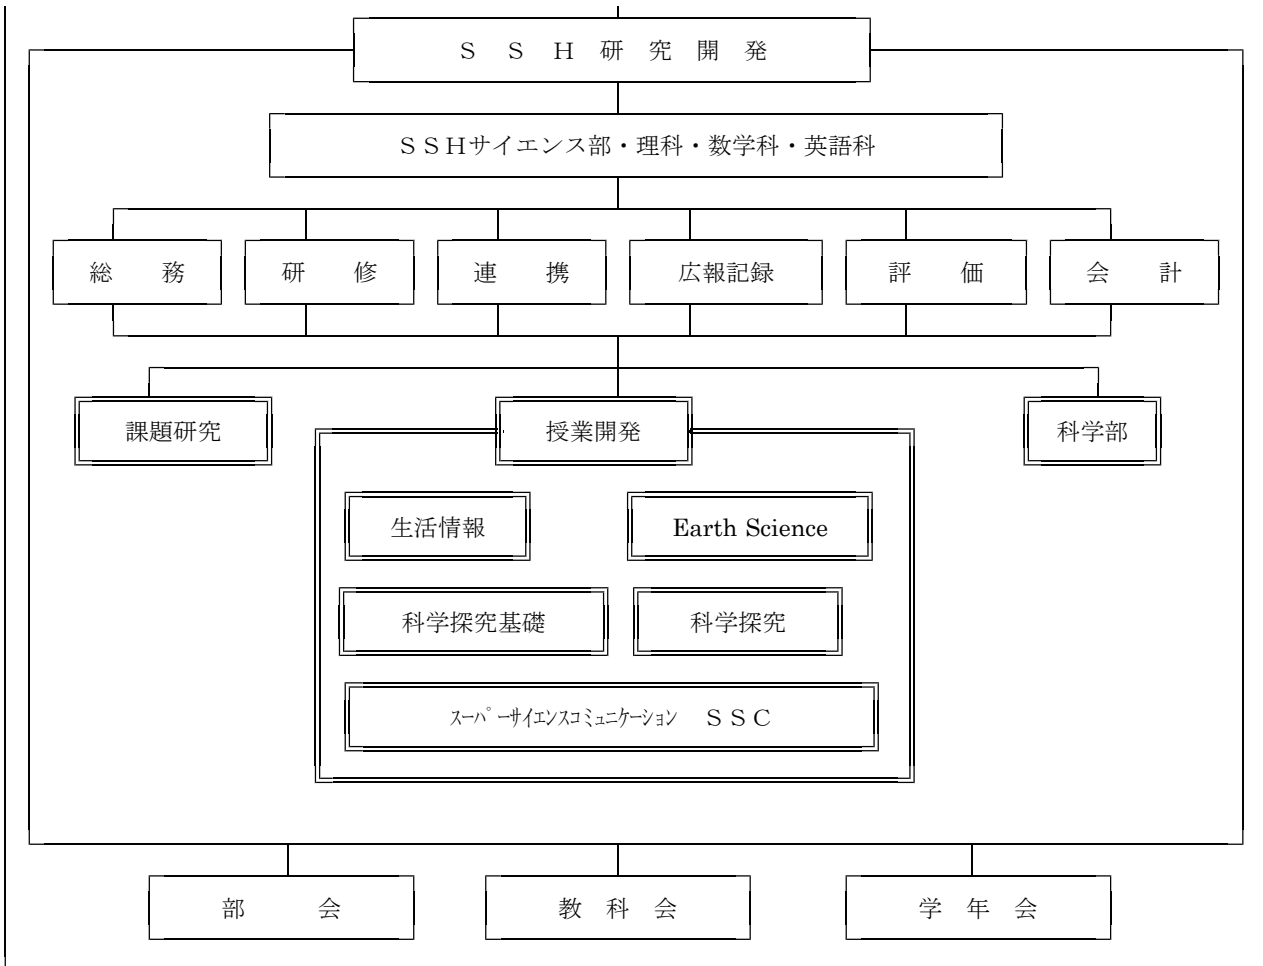 ＳＳＨ研究開発
ＳＳＨサイエンス部・理科・数学科・英語科
総務　研修　連携　広報記録　評価　会計
課題研究　授業開発　科学部
生活情報　Earth Science
科学探究基礎　科学探究
ｽｰﾊﾟｰｻｲｴﾝｽｺﾐｭﾆｹｰｼｮﾝ　ＳＳＣ
部会　教科会　学年会